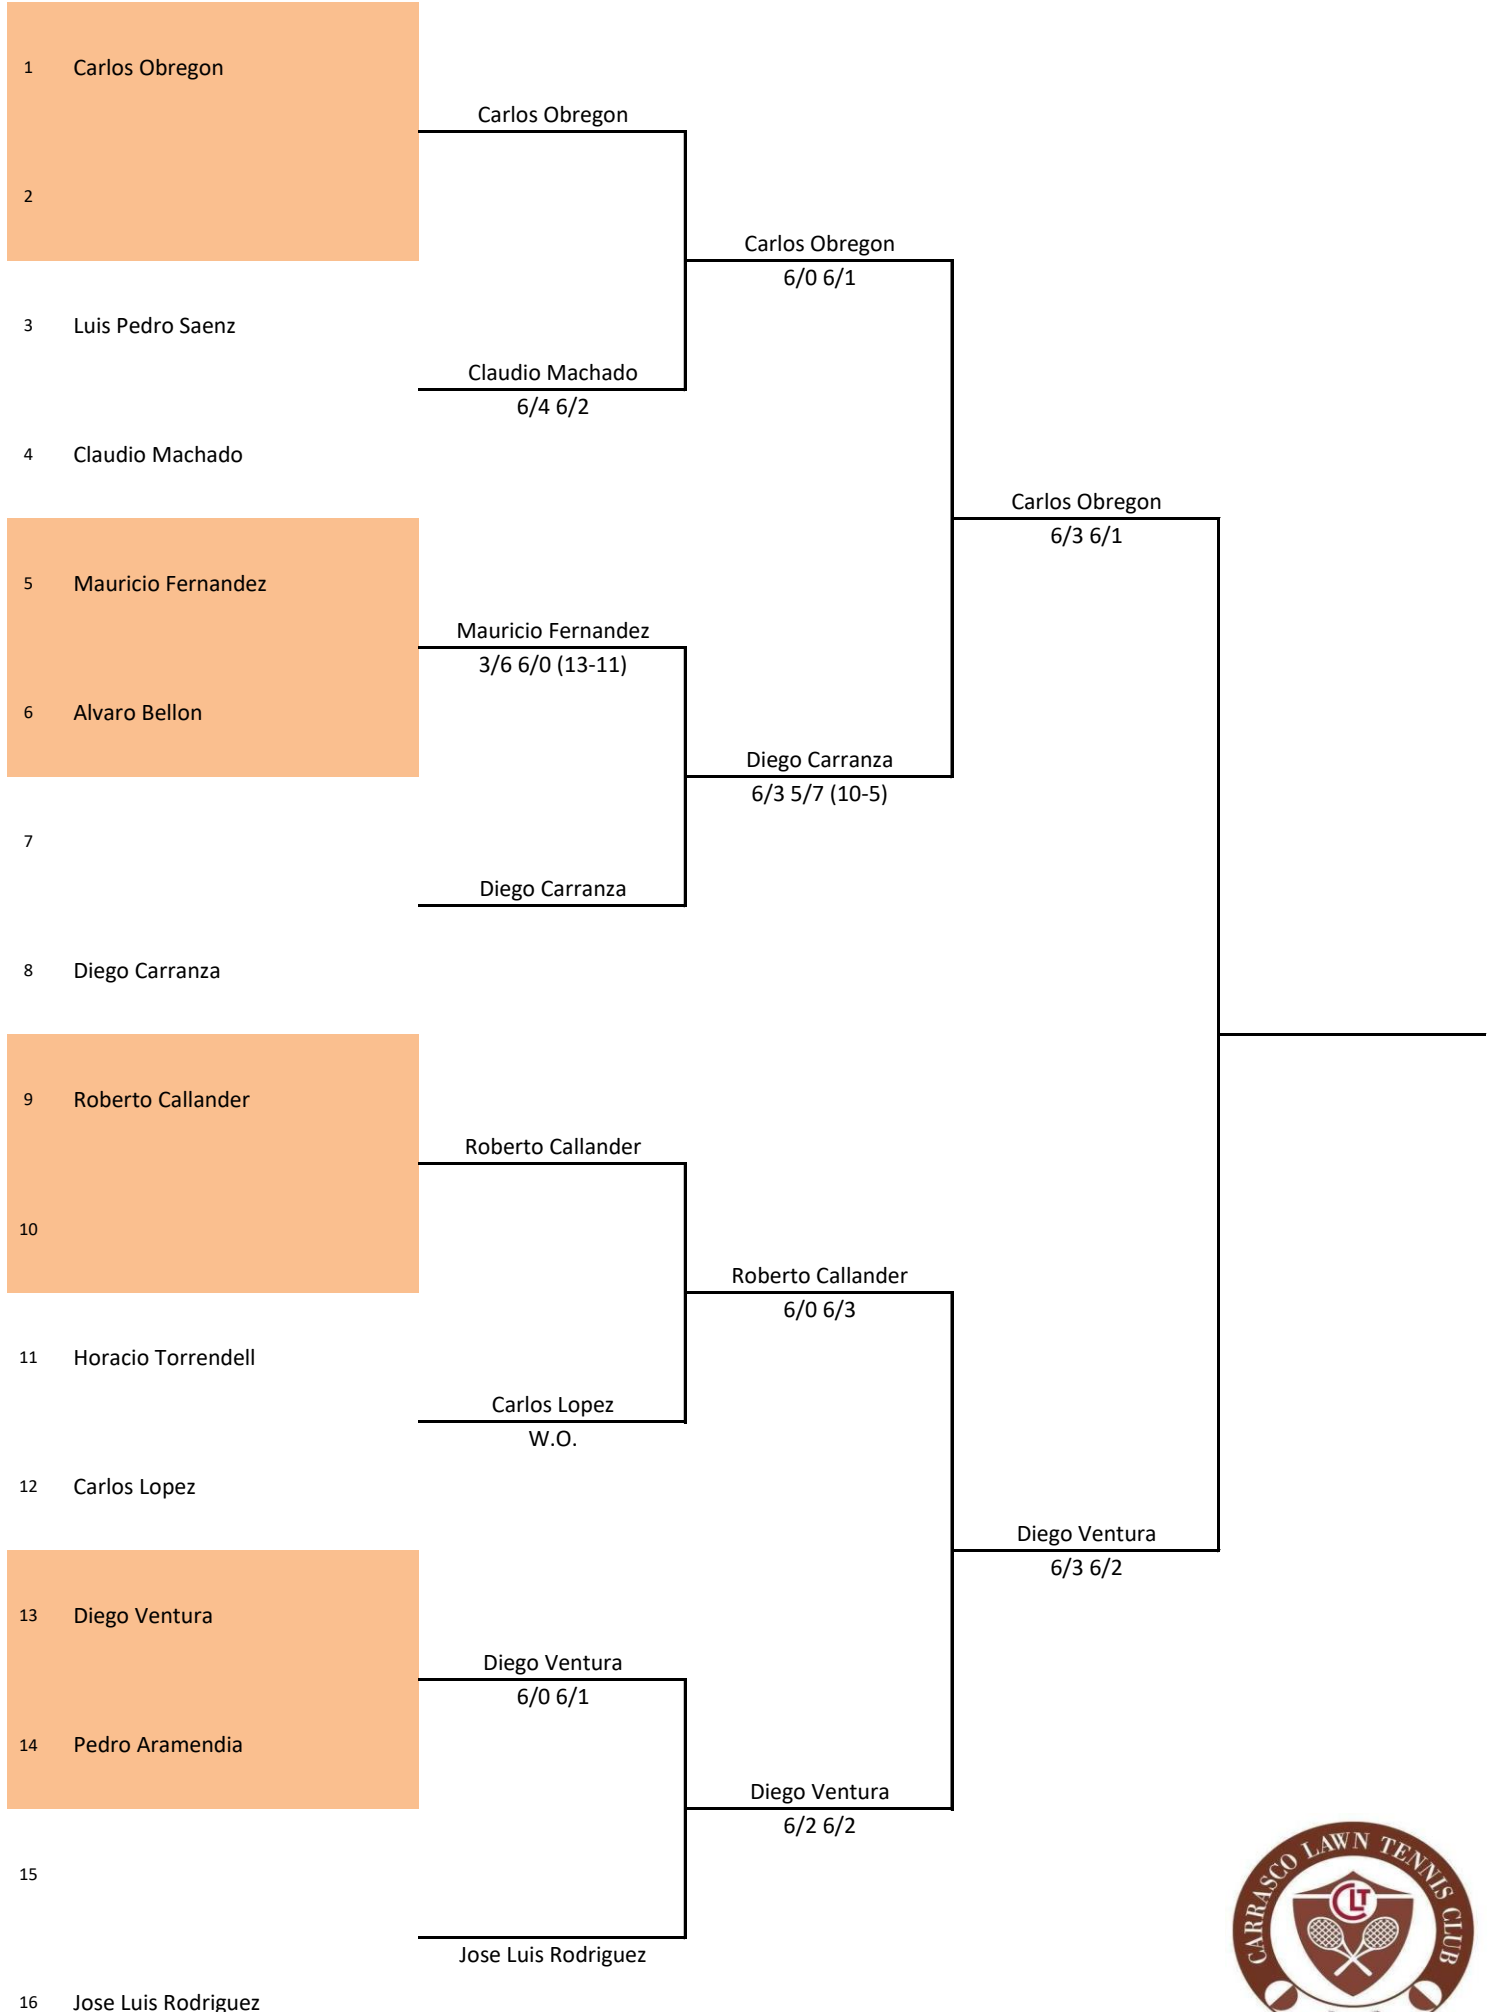 1 Carlos Obregon
Carlos Obregon
2
Carlos Obregon
6/0 6/1
3 Luis Pedro Saenz
Claudio Machado
6/4 6/2
4 Claudio Machado
Carlos Obregon
6/3 6/1
5 Mauricio Fernandez
Mauricio Fernandez
3/6 6/0 (13-11)
6 Alvaro Bellon
Diego Carranza
6/3 5/7 (10-5)
7
Diego Carranza
8 Diego Carranza
9 Roberto Callander
Roberto Callander
10
Roberto Callander
6/0 6/3
11 Horacio Torrendell
Carlos Lopez
W.O.
12 Carlos Lopez
Diego Ventura
6/3 6/2
13 Diego Ventura
Diego Ventura
6/0 6/1
14 Pedro Aramendia
Diego Ventura
6/2 6/2
15
Jose Luis Rodriguez
16 Jose Luis Rodriguez
CARRASCO LAWN TENNIS CLUB
CLT